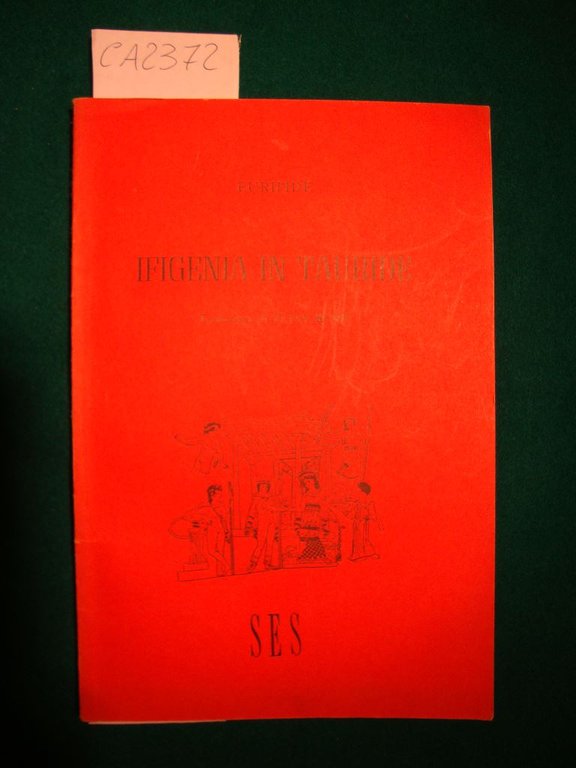 CA2372
EURIPIDE
IFIGENIA IN TAURIDE
SES